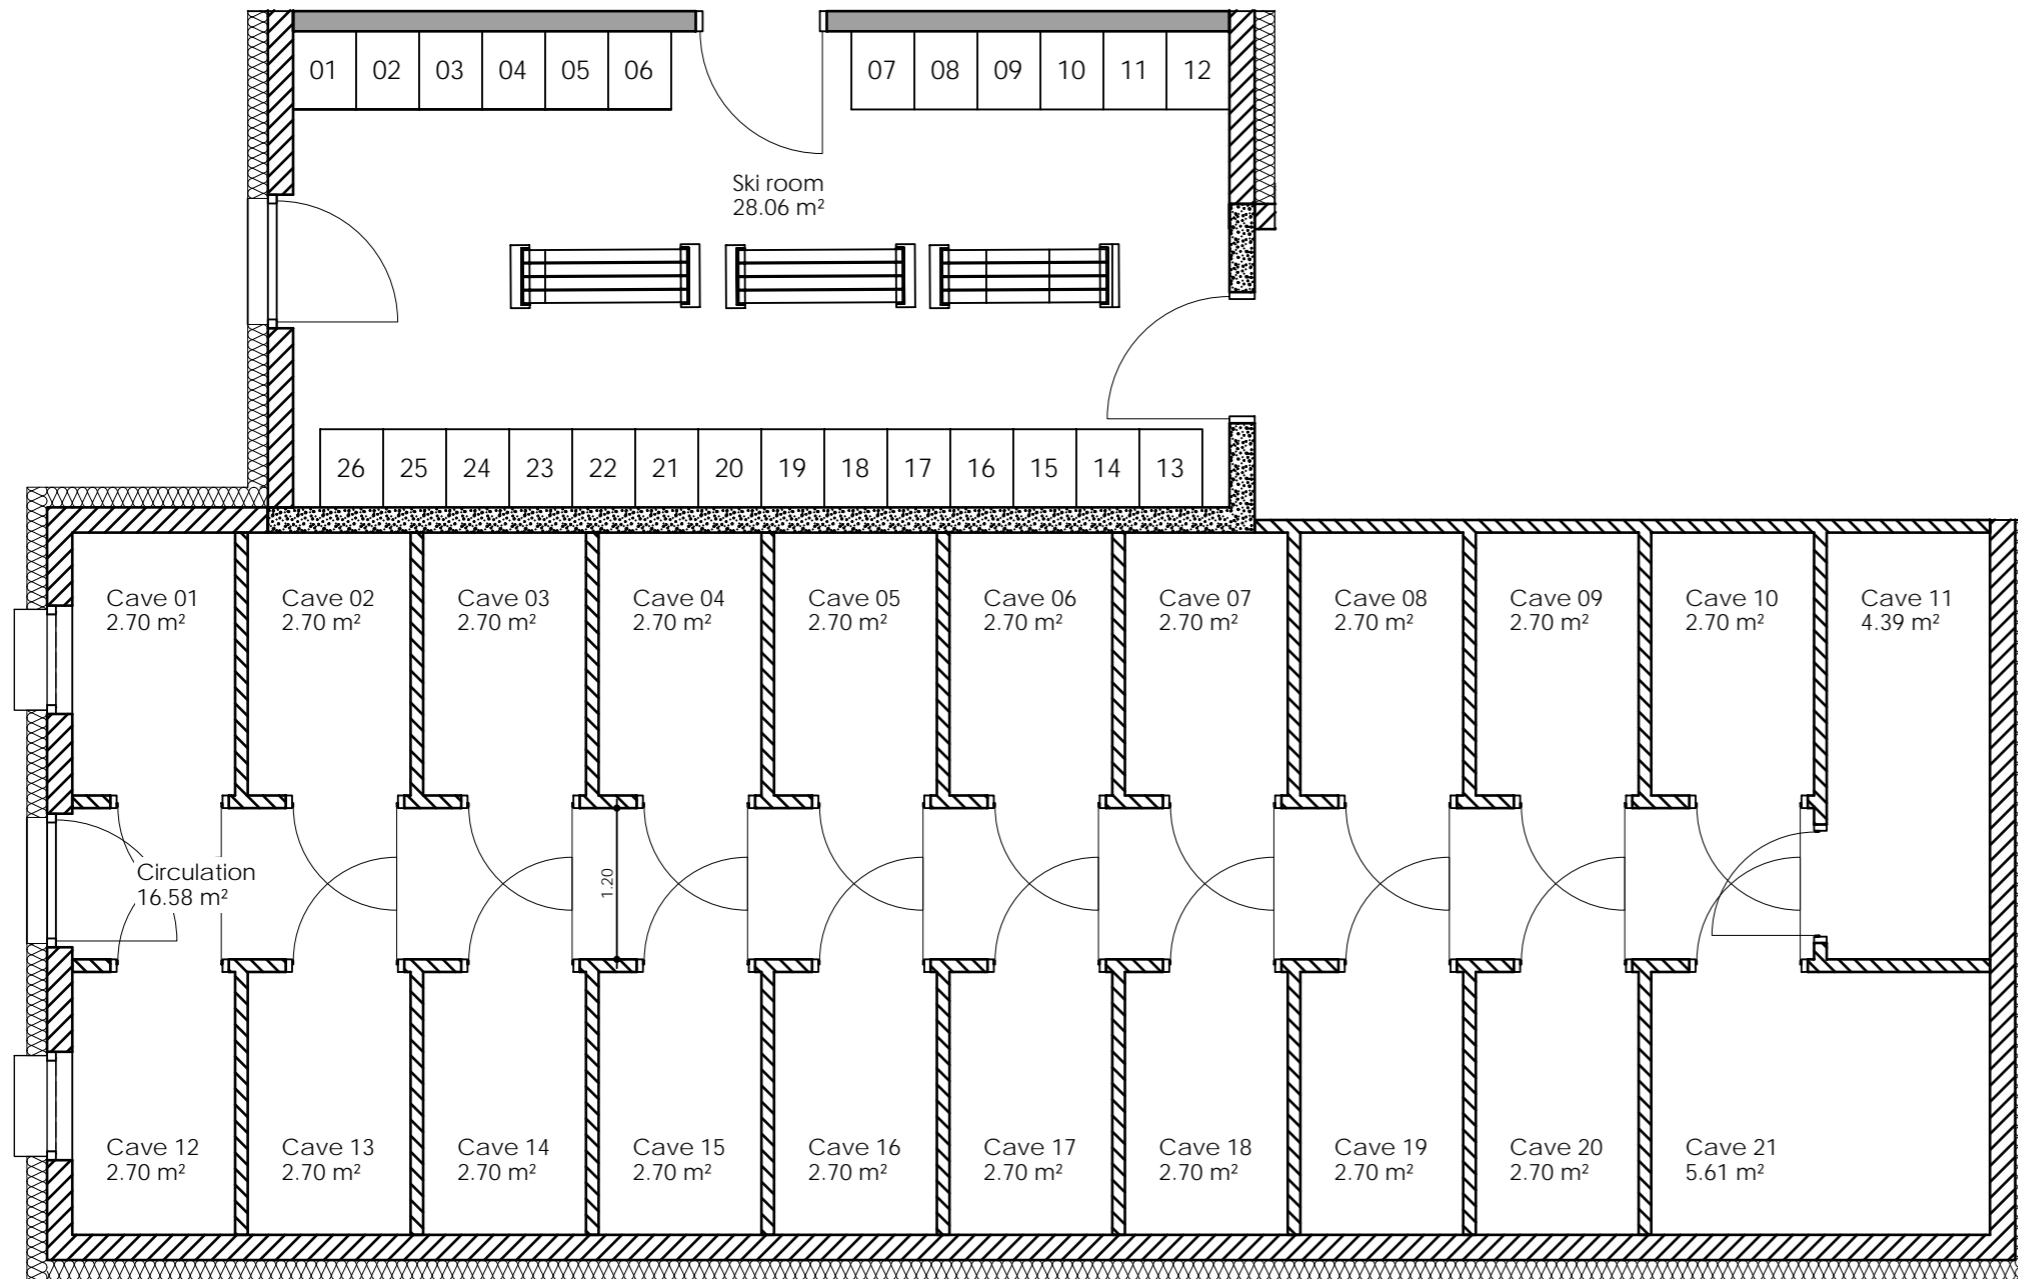 01 02 03 04 05 06 07 08 09 10 11 12
Ski room
28.06 m²
26 25 24 23 22 21 20 19 18 17 16 15 14 13
Cave 01
2.70 m²
Cave 02
2.70 m²
Cave 03
2.70 m²
Cave 04
2.70 m²
Cave 05
2.70 m²
Cave 06
2.70 m²
Cave 07
2.70 m²
Cave 08
2.70 m²
Cave 09
2.70 m²
Cave 10
2.70 m²
Cave 11
4.39 m²
Circulation
16.58 m²
1.20
Cave 12
2.70 m²
Cave 13
2.70 m²
Cave 14
2.70 m²
Cave 15
2.70 m²
Cave 16
2.70 m²
Cave 17
2.70 m²
Cave 18
2.70 m²
Cave 19
2.70 m²
Cave 20
2.70 m²
Cave 21
5.61 m²